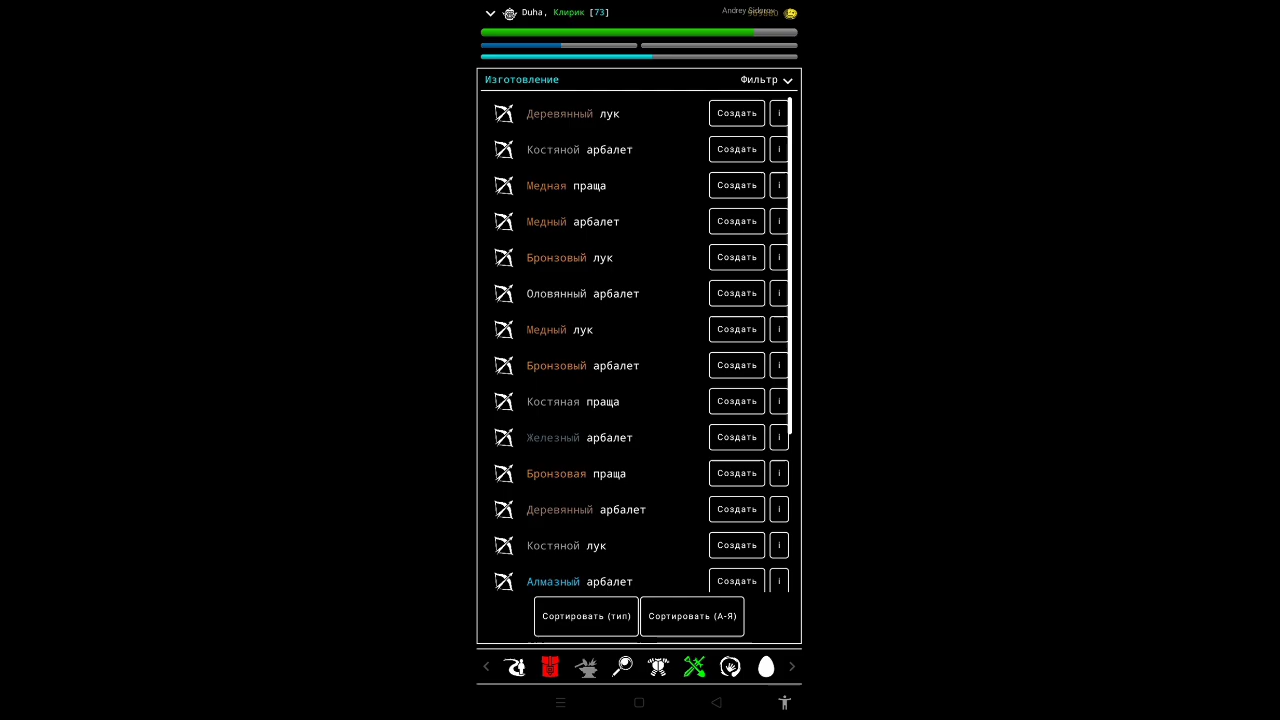 Duha, Клирик [73]
Andrey Siderov
Изготовление Фильтр
Деревянный лук Создать i
Костяной арбалет Создать i
Медная праща Создать i
Медный арбалет Создать i
Бронзовый лук Создать i
Оловянный арбалет Создать i
Медный лук Создать i
Бронзовый арбалет Создать i
Костяная праща Создать i
Железный арбалет Создать i
Бронзовая праща Создать i
Деревянный арбалет Создать i
Костяной лук Создать i
Алмазный арбалет Создать i
Сортировать (тип) Сортировать (А-Я)